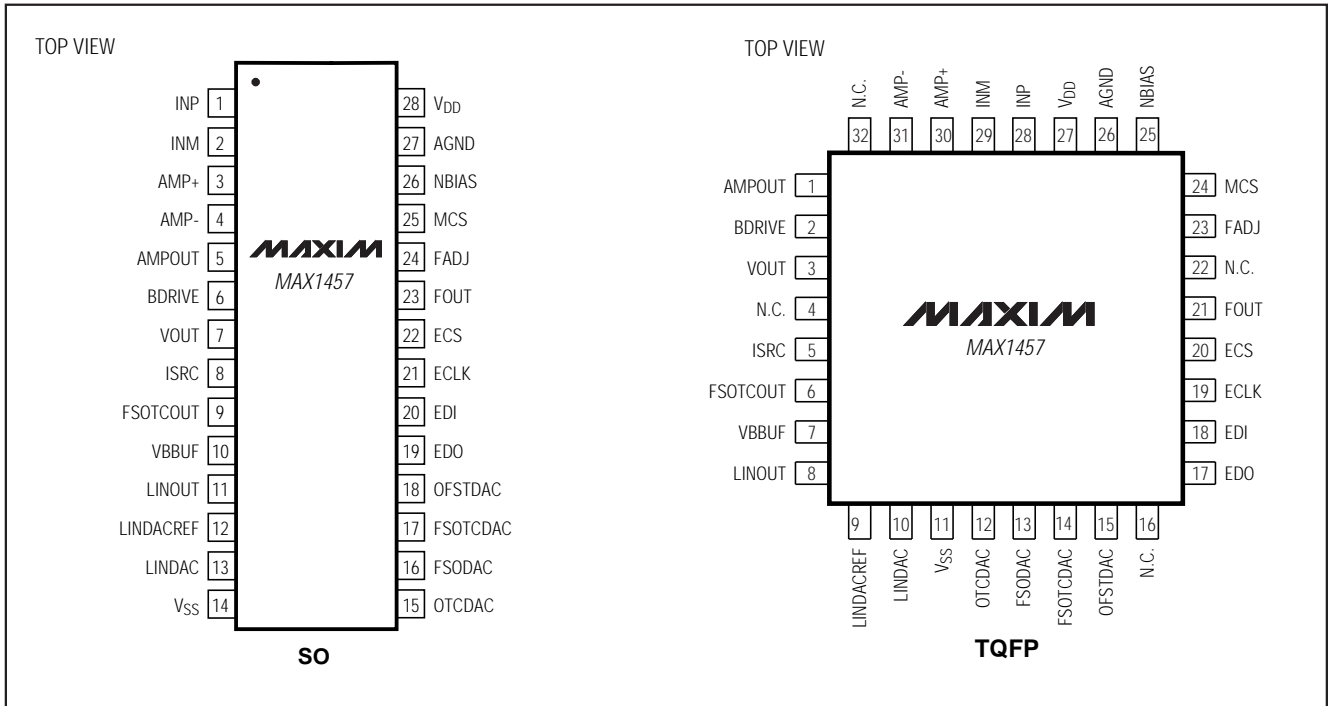 TOP VIEW
INP 1
INM 2
AMP+ 3
AMP- 4
AMPOUT 5
BDRIVE 6
VOUT 7
ISRC 8
FSOTCOUT 9
VBBUF 10
LINOUT 11
LINDACREF 12
LINDAC 13
VSS 14
28 VDD
27 AGND
26 NBIAS
25 MCS
24 FADJ
23 FOUT
22 ECS
21 ECLK
20 EDI
19 EDO
18 OFSTDAC
17 FSOTCDAC
16 FSODAC
15 OTCDAC
MAXIM
MAX1457
SO
TOP VIEW
N.C. 32
AMP- 31
AMP+ 30
INM 29
INP 28
VDD 27
AGND 26
NBIAS 25
AMPOUT 1
BDRIVE 2
VOUT 3
N.C. 4
ISRC 5
FSOTCOUT 6
VBBUF 7
LINOUT 8
24 MCS
23 FADJ
22 N.C.
21 FOUT
20 ECS
19 ECLK
18 EDI
17 EDO
MAXIM
MAX1457
9 LINDACREF
10 LINDAC
11 VSS
12 OTCDAC
13 FSODAC
14 FSOTCDAC
15 OFSTDAC
16 N.C.
TQFP